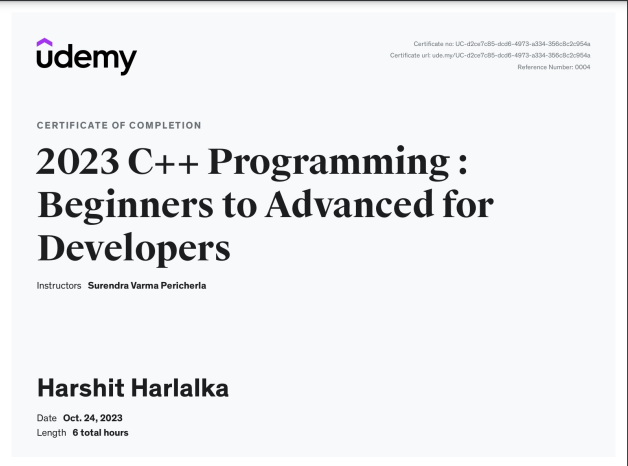 udemy
Certificate no: UC-d2ce7c85-dcd6-4973-a334-356c8c2c954a
Certificate url: ude.my/UC-d2ce7c85-dcd6-4973-a334-356c8c2c954a
Reference Number: 0004
CERTIFICATE OF COMPLETION
2023 C++ Programming :
Beginners to Advanced for
Developers
Instructors Surendra Varma Pericherla
Harshit Harlalka
Date Oct. 24, 2023
Length 6 total hours